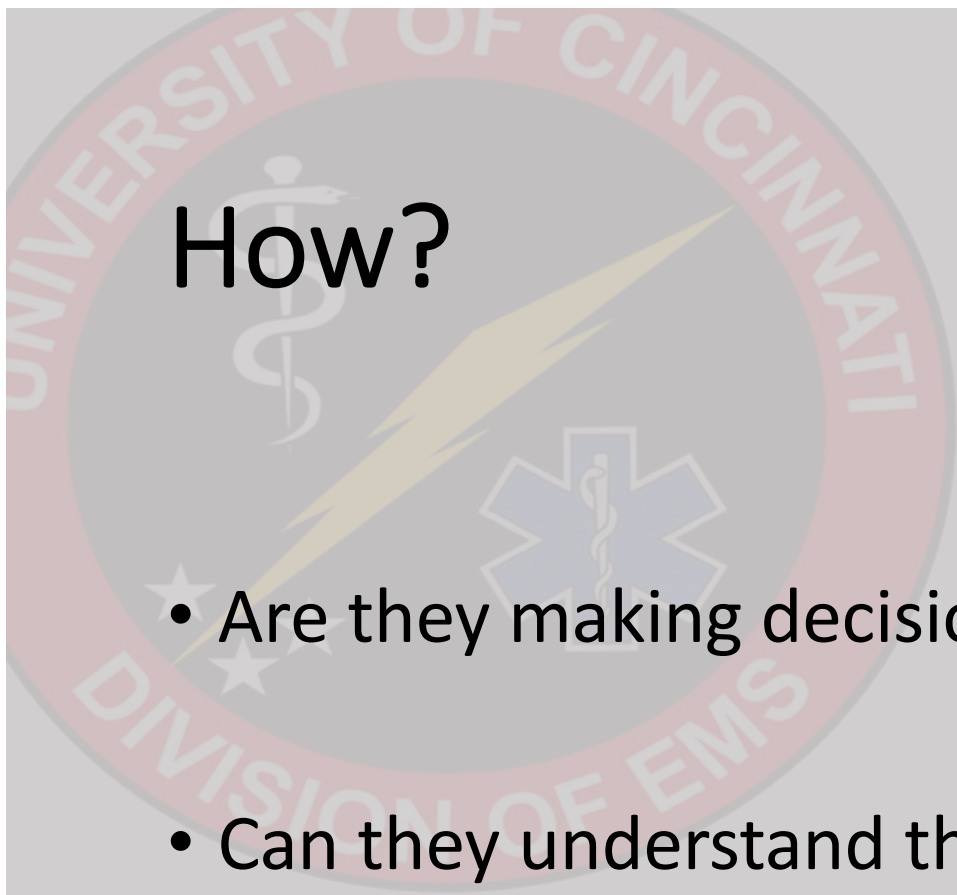 UNIVERSITY OF CINCINNATI
How?
• Are they making decisio
DIVISION OF EMS
• Can they understand th